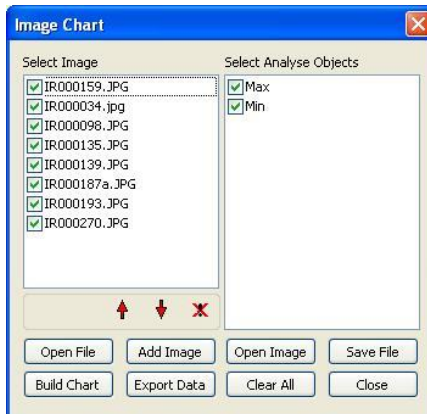 Image Chart
Select Image
IR000159.JPG
IR000034.jpg
IR000098.JPG
IR000135.JPG
IR000139.JPG
IR000187a.JPG
IR000193.JPG
IR000270.JPG
Select Analyse Objects
Max
Min
Open File
Add Image
Open Image
Save File
Build Chart
Export Data
Clear All
Close